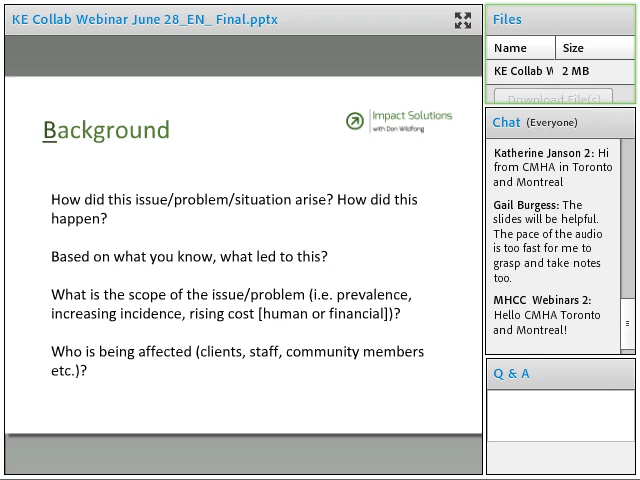 KE Collab Webinar June 28_EN_ Final.pptx
Background
Impact Solutions
with Don Wildfong
How did this issue/problem/situation arise? How did this
happen?
Based on what you know, what led to this?
What is the scope of the issue/problem (i.e. prevalence,
increasing incidence, rising cost [human or financial])?
Who is being affected (clients, staff, community members
etc.)?
Files
Name Size
KE Collab W 2 MB
Download File(s)
Chat (Everyone)
Katherine Janson 2: Hi
from CMHA in Toronto
and Montreal
Gail Burgess: The
slides will be helpful.
The pace of the audio
is too fast for me to
grasp and take notes
too.
MHCC Webinars 2:
Hello CMHA Toronto
and Montreal!
Q & A